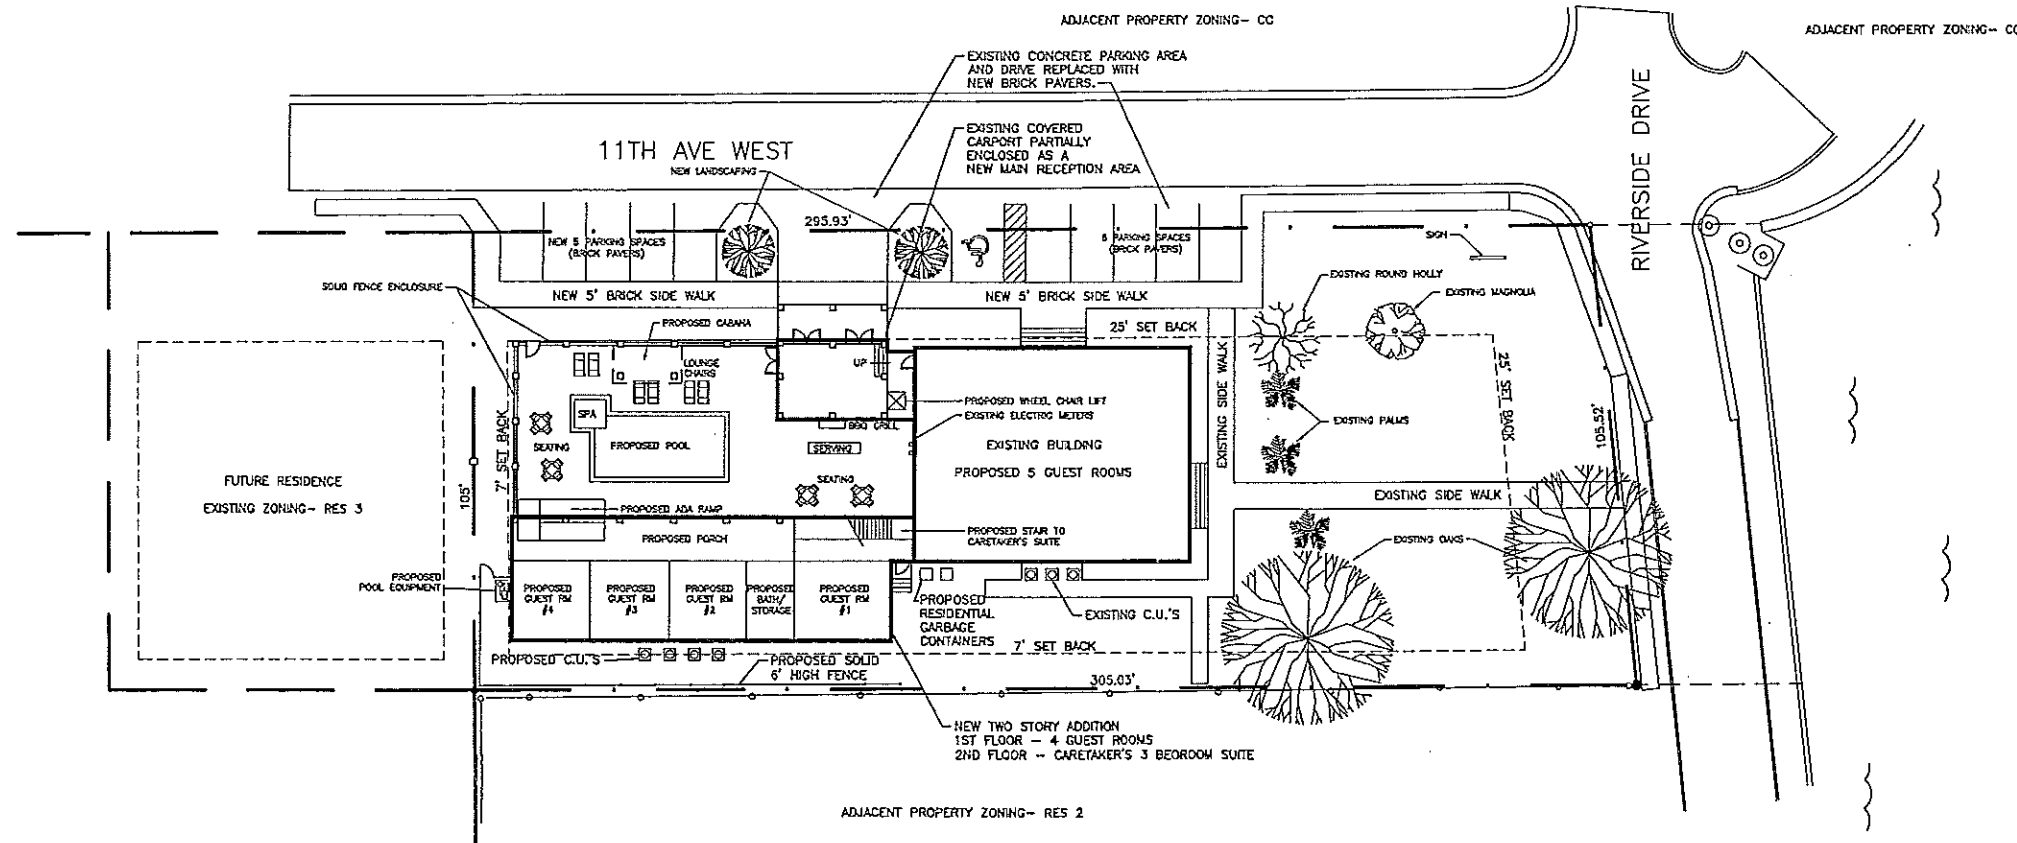 ADJACENT PROPERTY ZONING- CG
ADJACENT PROPERTY ZONING- CG
EXISTING CONCRETE PARKING AREA
AND DRIVE REPLACED WITH
NEW BRICK PAVERS.
RIVERSIDE DRIVE
11TH AVE WEST
NEW LANDSCAPING
EXISTING COVERED
CARPORT PARTIALLY
ENCLOSED AS A
NEW MAIN RECEPTION AREA
295.93'
NEW 5 PARKING SPACES
(BRICK PAVERS)
5 PARKING SPACES
(BRICK PAVERS)
SIGN
EXISTING ROUND HOLLY
EXISTING MAGNOLIA
SOLID FENCE ENCLOSURE
NEW 5' BRICK SIDE WALK
NEW 5' BRICK SIDE WALK
PROPOSED CABANA
25' SET BACK
LOUNGE
CHAIRS
UP
EXISTING SIDE WALK
25' SET BACK
PROPOSED WHEEL CHAIR LIFT
EXISTING ELECTRIC METERS
SPA
BBQ GRILL
EXISTING PALMS
105.52'
SEATING
PROPOSED POOL
SERVING
EXISTING BUILDING
PROPOSED 5 GUEST ROOMS
7' SET BACK
105'
FUTURE RESIDENCE
EXISTING ZONING- RES 3
SEATING
EXISTING SIDE WALK
PROPOSED ADA RAMP
PROPOSED PORCH
PROPOSED STAIR TO
CARETAKER'S SUITE
EXISTING OAKS
PROPOSED
POOL EQUIPMENT
PROPOSED
GUEST RM
#4
PROPOSED
GUEST RM
#3
PROPOSED
GUEST RM
#2
PROPOSED
BATH/
STORAGE
PROPOSED
GUEST RM
#1
PROPOSED
RESIDENTIAL
GARBAGE
CONTAINERS
EXISTING C.U.'S
7' SET BACK
PROPOSED C.U.'S
PROPOSED SOLID
6' HIGH FENCE
305.03'
NEW TWO STORY ADDITION
1ST FLOOR - 4 GUEST ROOMS
2ND FLOOR - CARETAKER'S 3 BEDROOM SUITE
ADJACENT PROPERTY ZONING- RES 2